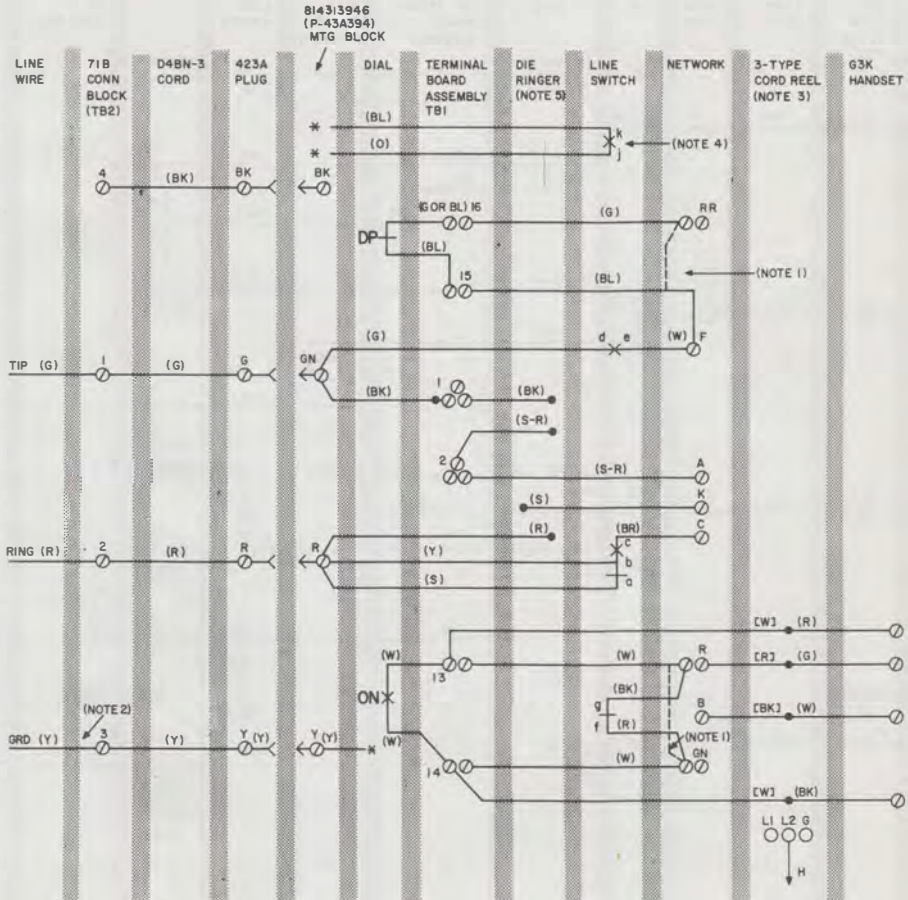 814313946
(P-43A394)
MTG BLOCK
LINE
WIRE
71B
CONN
BLOCK
(TB2)
D4BN-3
CORD
423A
PLUG
DIAL
TERMINAL
BOARD
ASSEMBLY
TB1
DIE
RINGER
(NOTE 5)
LINE
SWITCH
NETWORK
3-TYPE
CORD REEL
(NOTE 3)
G3K
HANDSET
* (BL) k
* (O) j (NOTE 4)
4 (BK) BK BK
(G OR BL) 16 (G) RR
DP
(BL) 15 (BL) (NOTE 1)
(G) d e (W) F
TIP (G) 1 (G) G GN
(BK) 1 (BK)
(S-R)
2 (S-R) A
(S) K
(R) (BR) C
RING (R) 2 (R) R R (Y) c
b
(S) a
[W] (R)
(W) 13 (W) R [R] (G)
ON (BK) B [BK] (W)
g
f (R)
(NOTE 2) (NOTE 1)
GRD (Y) 3 (Y) Y (Y) Y (Y) * (W)
14 (W) GN
[W] (BK)
L1 L2 G
H